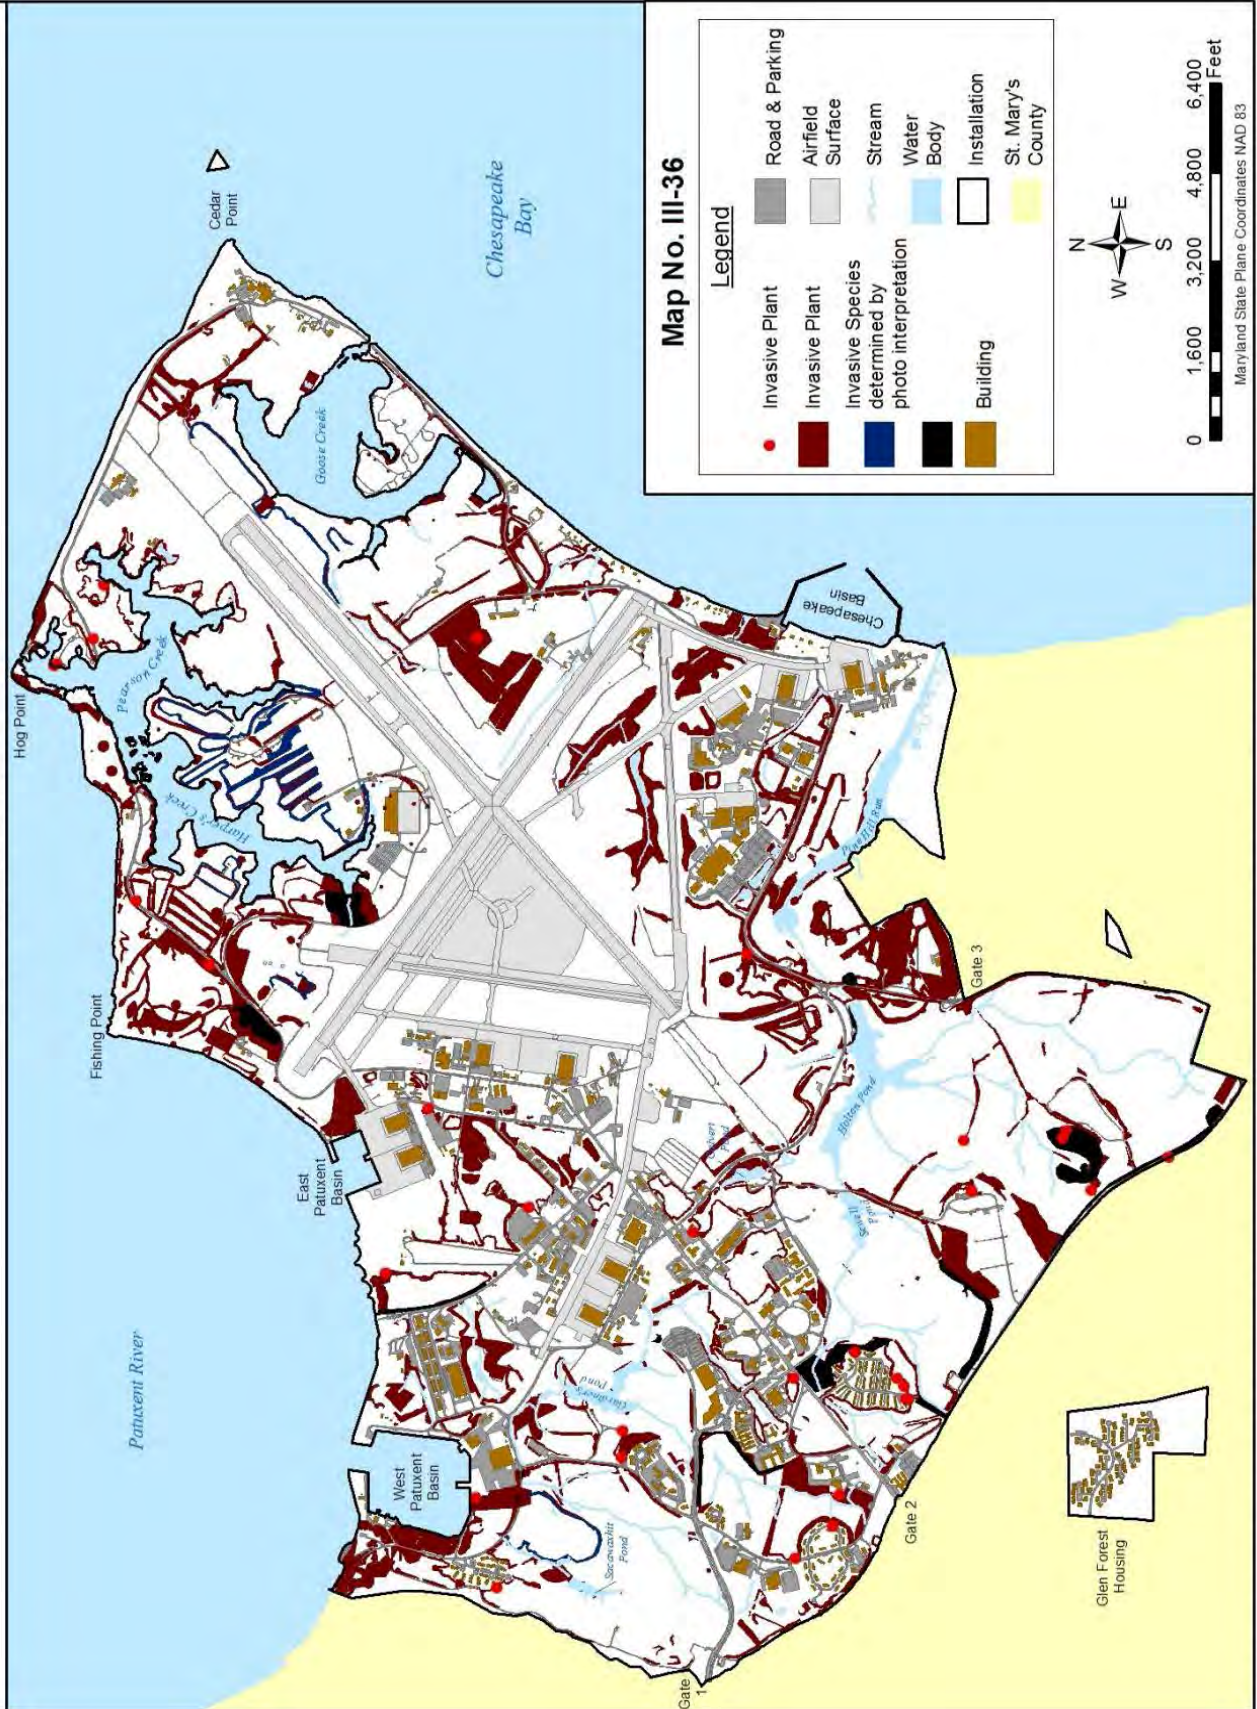 Map No. III-36
Legend
Invasive Plant
Invasive Plant
Invasive Species
determined by
photo interpretation
Building
Road & Parking
Airfield
Surface
Stream
Water
Body
Installation
St. Mary's
County
N
W
E
S
0
1,600
3,200
4,800
6,400
Feet
Maryland State Plane Coordinates NAD 83
Cedar
Point
Chesapeake
Bay
Hog Point
Pearson Creek
Goose Creek
Harper's Creek
Fishing Point
Chesapeake
Basin
East
Patuxent
Basin
Pine Hill Run
Gate 3
Patuxent River
Holton Pond
Pond
Sewall
Pond
Gardner's
Pond
West
Patuxent
Basin
Pond
Gate 2
Gate
1
Glen Forest
Housing